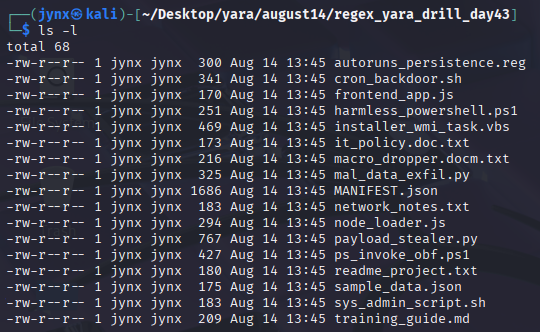 ┌──(jynx㉿kali)-[~/Desktop/yara/august14/regex_yara_drill_day43]
└─$ ls -l
total 68
-rw-r--r-- 1 jynx jynx  300 Aug 14 13:45 autoruns_persistence.reg
-rw-r--r-- 1 jynx jynx  341 Aug 14 13:45 cron_backdoor.sh
-rw-r--r-- 1 jynx jynx  170 Aug 14 13:45 frontend_app.js
-rw-r--r-- 1 jynx jynx  251 Aug 14 13:45 harmless_powershell.ps1
-rw-r--r-- 1 jynx jynx  469 Aug 14 13:45 installer_wmi_task.vbs
-rw-r--r-- 1 jynx jynx  173 Aug 14 13:45 it_policy.doc.txt
-rw-r--r-- 1 jynx jynx  216 Aug 14 13:45 macro_dropper.docm.txt
-rw-r--r-- 1 jynx jynx  325 Aug 14 13:45 mal_data_exfil.py
-rw-r--r-- 1 jynx jynx 1686 Aug 14 13:45 MANIFEST.json
-rw-r--r-- 1 jynx jynx  183 Aug 14 13:45 network_notes.txt
-rw-r--r-- 1 jynx jynx  294 Aug 14 13:45 node_loader.js
-rw-r--r-- 1 jynx jynx  767 Aug 14 13:45 payload_stealer.py
-rw-r--r-- 1 jynx jynx  427 Aug 14 13:45 ps_invoke_obf.ps1
-rw-r--r-- 1 jynx jynx  180 Aug 14 13:45 readme_project.txt
-rw-r--r-- 1 jynx jynx  175 Aug 14 13:45 sample_data.json
-rw-r--r-- 1 jynx jynx  183 Aug 14 13:45 sys_admin_script.sh
-rw-r--r-- 1 jynx jynx  209 Aug 14 13:45 training_guide.md